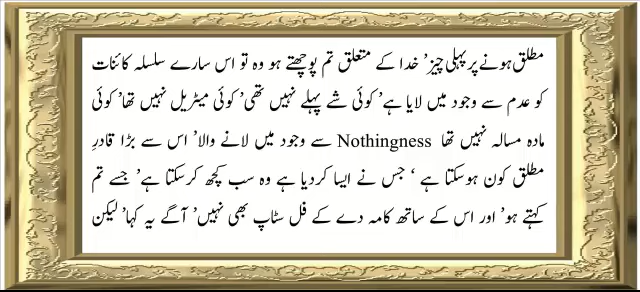 مطلق ہونے پر پہلی چیز’ خدا کے متعلق تم پوچھتے ہو وہ تو اس سارے سلسلہ کائنات
کو عدم سے وجود میں لایا ہے’ کوئی شے پہلے نہیں تھی’ کوئی میٹریل نہیں تھا’ کوئی
مادہ مسالہ نہیں تھا Nothingness سے وجود میں لانے والا’ اس سے بڑا قادرِ
مطلق کون ہوسکتا ہے ‘ جس نے ایسا کردیا ہے وہ سب کچھ کرسکتا ہے’ جسے تم
کہتے ہو’ اور اس کے ساتھ کامہ دے کے فل سٹاپ بھی نہیں’ آگے یہ کہا’ لیکن